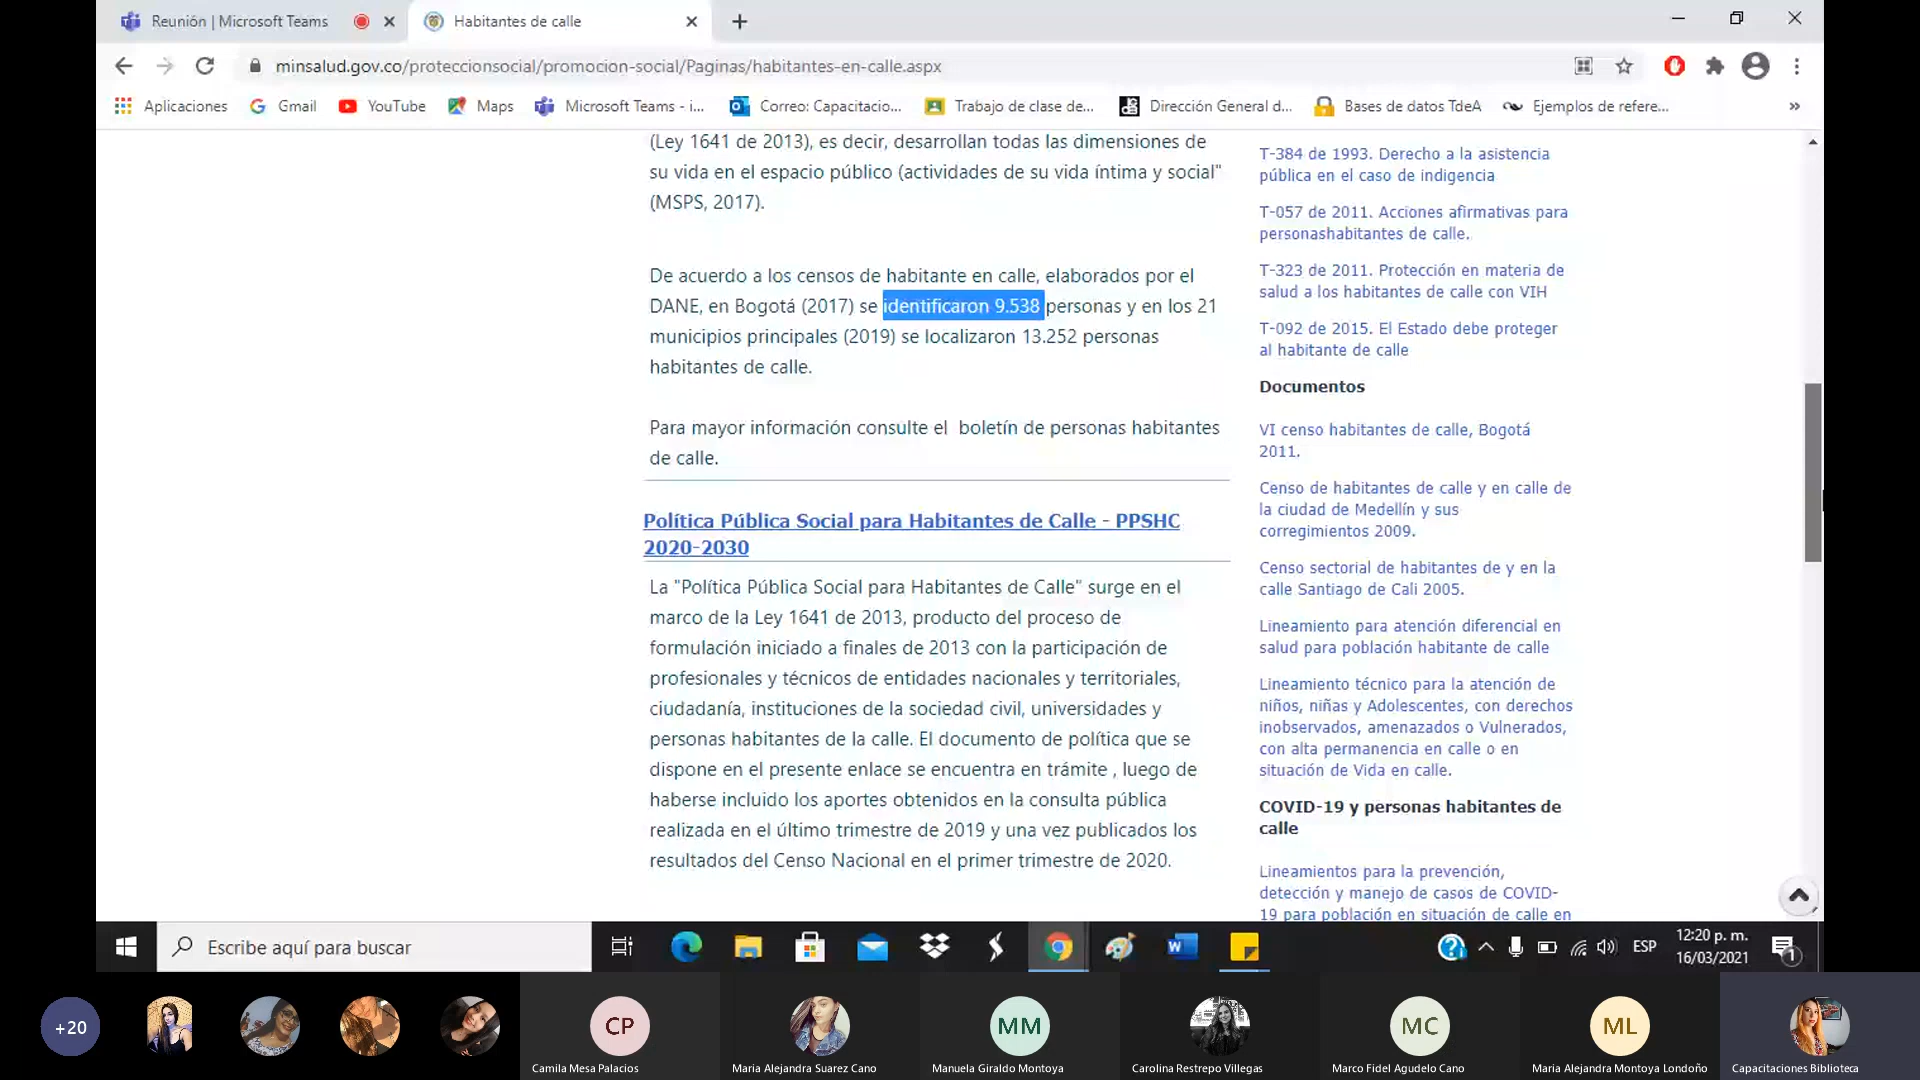 Reunión | Microsoft Teams
Habitantes de calle
minsalud.gov.co/proteccionsocial/promocion-social/Paginas/habitantes-en-calle.aspx
Aplicaciones
Gmail
YouTube
Maps
Microsoft Teams - i...
Correo: Capacitacio...
Trabajo de clase de...
Dirección General d...
Bases de datos TdeA
Ejemplos de refere...
»
(Ley 1641 de 2013), es decir, desarrollan todas las dimensiones de
su vida en el espacio público (actividades de su vida íntima y social"
(MSPS, 2017).
De acuerdo a los censos de habitante en calle, elaborados por el
DANE, en Bogotá (2017) se identificaron 9.538 personas y en los 21
municipios principales (2019) se localizaron 13.252 personas
habitantes de calle.
Para mayor información consulte el  boletín de personas habitantes
de calle.
Política Pública Social para Habitantes de Calle - PPSHC
2020-2030
La "Política Pública Social para Habitantes de Calle" surge en el
marco de la Ley 1641 de 2013, producto del proceso de
formulación iniciado a finales de 2013 con la participación de
profesionales y técnicos de entidades nacionales y territoriales,
ciudadanía, instituciones de la sociedad civil, universidades y
personas habitantes de la calle. El documento de política que se
dispone en el presente enlace se encuentra en trámite , luego de
haberse incluido los aportes obtenidos en la consulta pública
realizada en el último trimestre de 2019 y una vez publicados los
resultados del Censo Nacional en el primer trimestre de 2020.
T-384 de 1993. Derecho a la asistencia
pública en el caso de indigencia
T-057 de 2011. Acciones afirmativas para
personashabitantes de calle.
T-323 de 2011. Protección en materia de
salud a los habitantes de calle con VIH
T-092 de 2015. El Estado debe proteger
al habitante de calle
Documentos
VI censo habitantes de calle, Bogotá
2011.
Censo de habitantes de calle y en calle de
la ciudad de Medellín y sus
corregimientos 2009.
Censo sectorial de habitantes de y en la
calle Santiago de Cali 2005.
Lineamiento para atención diferencial en
salud para población habitante de calle
Lineamiento técnico para la atención de
niños, niñas y Adolescentes, con derechos
inobservados, amenazados o Vulnerados,
con alta permanencia en calle o en
situación de Vida en calle.
COVID-19 y personas habitantes de
calle
Lineamientos para la prevención,
detección y manejo de casos de COVID-
19 para población en situación de calle en
Escribe aquí para buscar
ESP
12:20 p. m.
16/03/2021
1
+20
CP
MM
MC
ML
Camila Mesa Palacios
Maria Alejandra Suarez Cano
Manuela Giraldo Montoya
Carolina Restrepo Villegas
Marco Fidel Agudelo Cano
Maria Alejandra Montoya Londoño
Capacitaciones Biblioteca